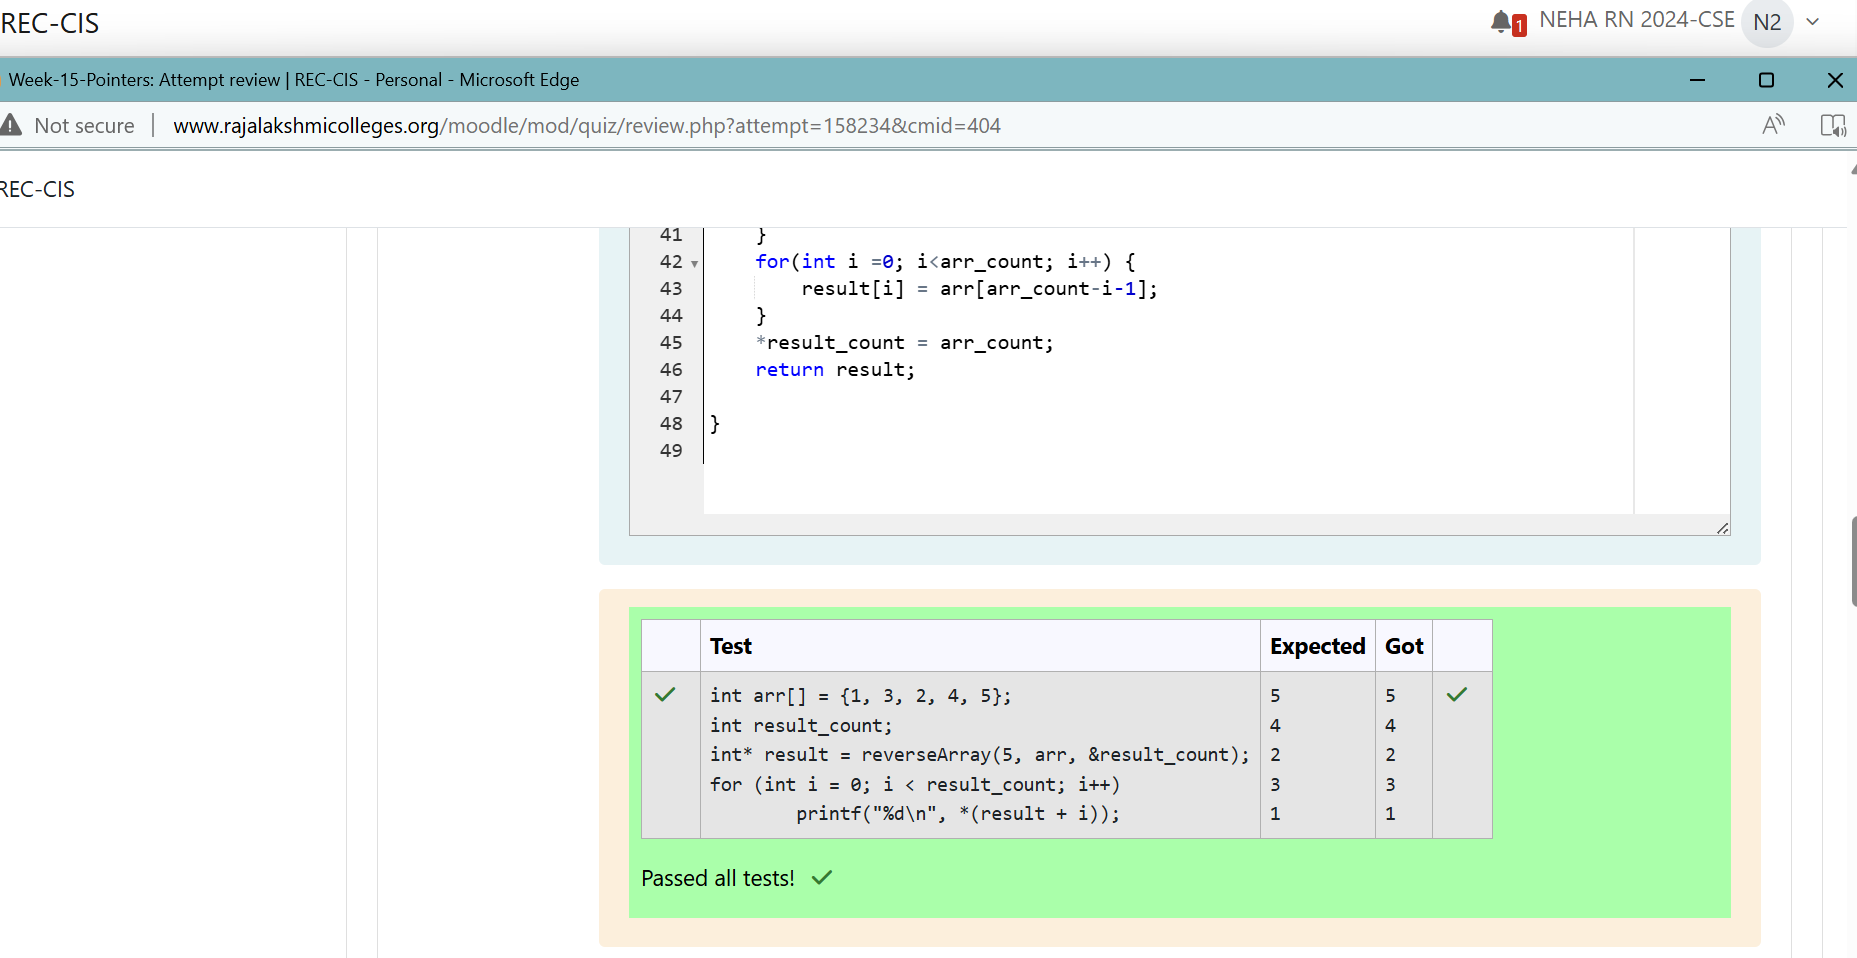 REC-CIS
1 NEHA RN 2024-CSE N2
Week-15-Pointers: Attempt review | REC-CIS - Personal - Microsoft Edge
Not secure | www.rajalakshmicolleges.org/moodle/mod/quiz/review.php?attempt=158234&cmid=404
REC-CIS
41 }
42 for(int i =0; i<arr_count; i++) {
43 result[i] = arr[arr_count-i-1];
44 }
45 *result_count = arr_count;
46 return result;
47
48 }
49
Test Expected Got
int arr[] = {1, 3, 2, 4, 5}; 5 5
int result_count; 4 4
int* result = reverseArray(5, arr, &result_count); 2 2
for (int i = 0; i < result_count; i++) 3 3
printf("%d\n", *(result + i)); 1 1
Passed all tests!